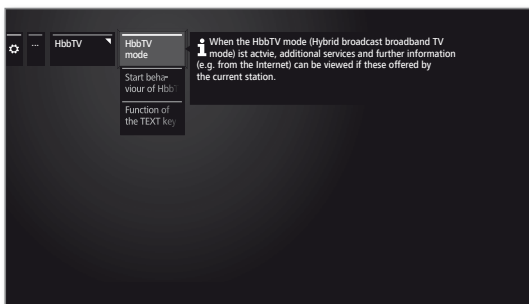 ...
HbbTV
HbbTV
mode
Start beha-
viour of HbbT
Function of
the TEXT key
i When the HbbTV mode (Hybrid broadcast broadband TV
mode) ist actvie, additional services and further information
(e.g. from the Internet) can be viewed if these offered by
the current station.